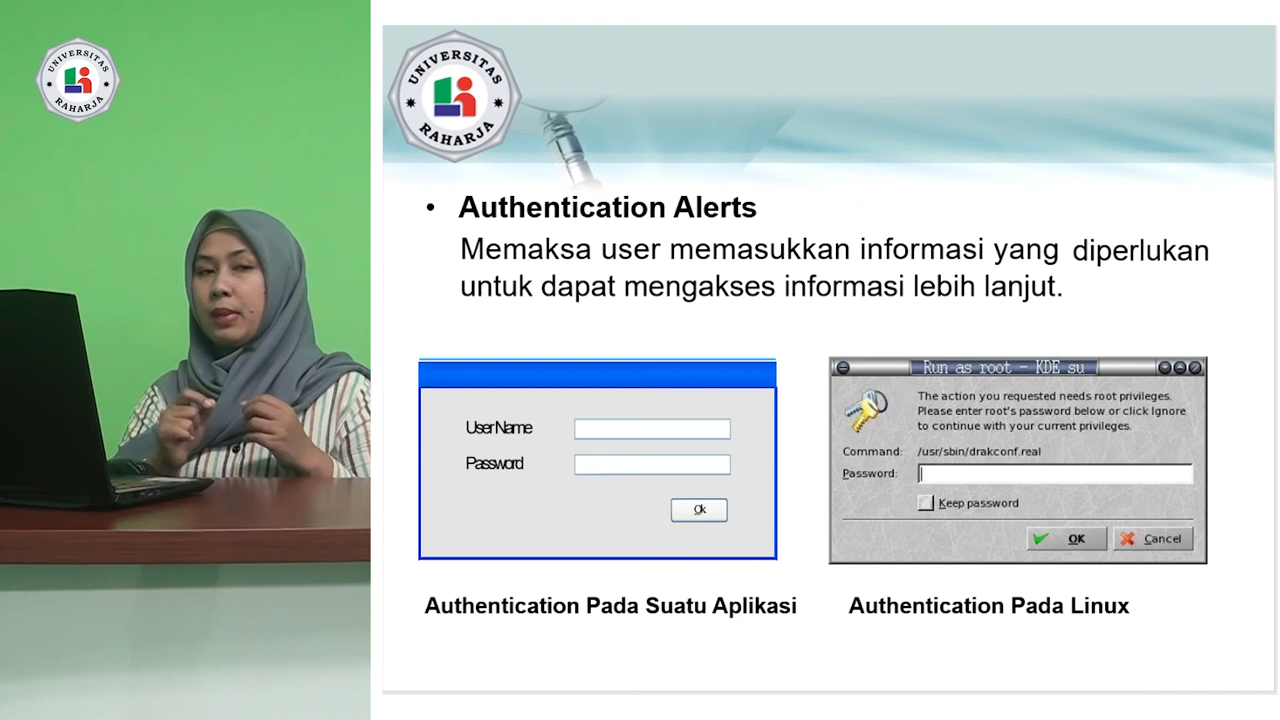 UNIVERSITAS
RAHARJA
UNIVERSITAS
RAHARJA
• Authentication Alerts
Memaksa user memasukkan informasi yang diperlukan
untuk dapat mengakses informasi lebih lanjut.
User Name
Password
Ok
Run as root - KDE su
The action you requested needs root privileges.
Please enter root's password below or click Ignore
to continue with your current privileges.
Command: /usr/sbin/drakconf.real
Password:
Keep password
OK
Cancel
Authentication Pada Suatu Aplikasi
Authentication Pada Linux